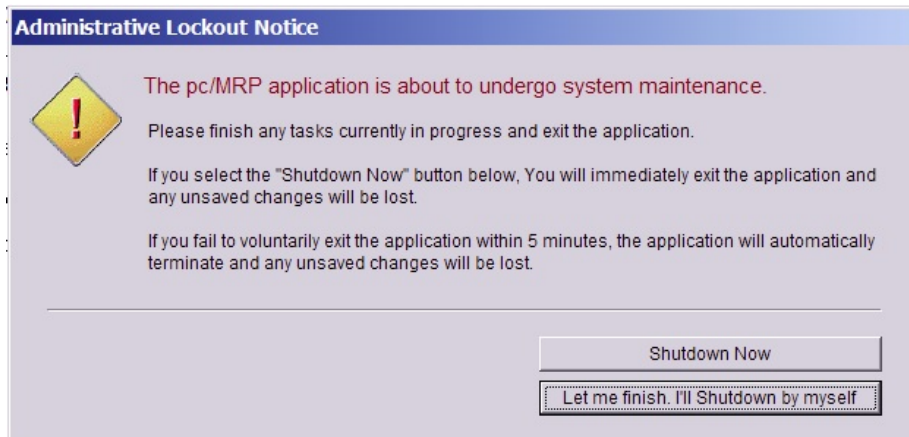 Administrative Lockout Notice
The pc/MRP application is about to undergo system maintenance.
Please finish any tasks currently in progress and exit the application.
If you select the "Shutdown Now" button below, You will immediately exit the application and
any unsaved changes will be lost.
If you fail to voluntarily exit the application within 5 minutes, the application will automatically
terminate and any unsaved changes will be lost.
Shutdown Now
Let me finish. I'll Shutdown by myself